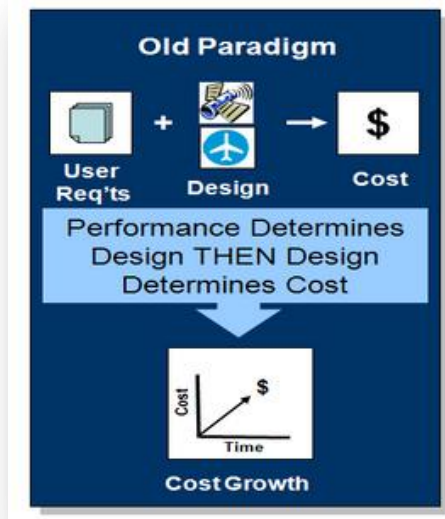 Old Paradigm
+
$
User
Req'ts
Design
Cost
Performance Determines
Design THEN Design
Determines Cost
Cost
$
Time
Cost Growth